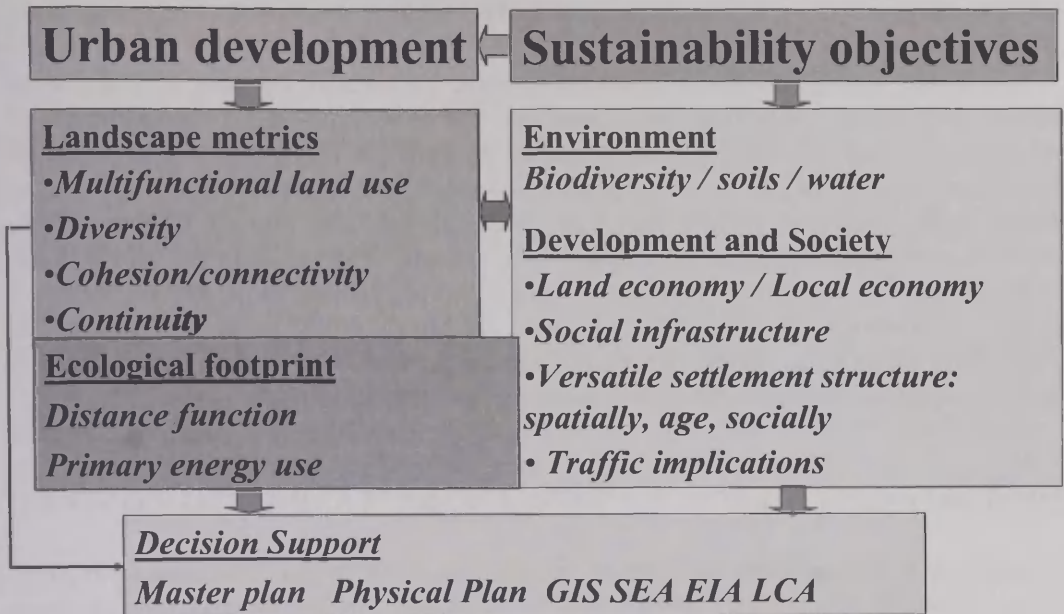 Urban development
Sustainability objectives
Landscape metrics
•Multifunctional land use
•Diversity
•Cohesion/connectivity
•Continuity
Ecological footprint
Distance function
Primary energy use
Environment
Biodiversity / soils / water
Development and Society
•Land economy / Local economy
•Social infrastructure
•Versatile settlement structure:
spatially, age, socially
• Traffic implications
Decision Support
Master plan Physical Plan GIS SEA EIA LCA